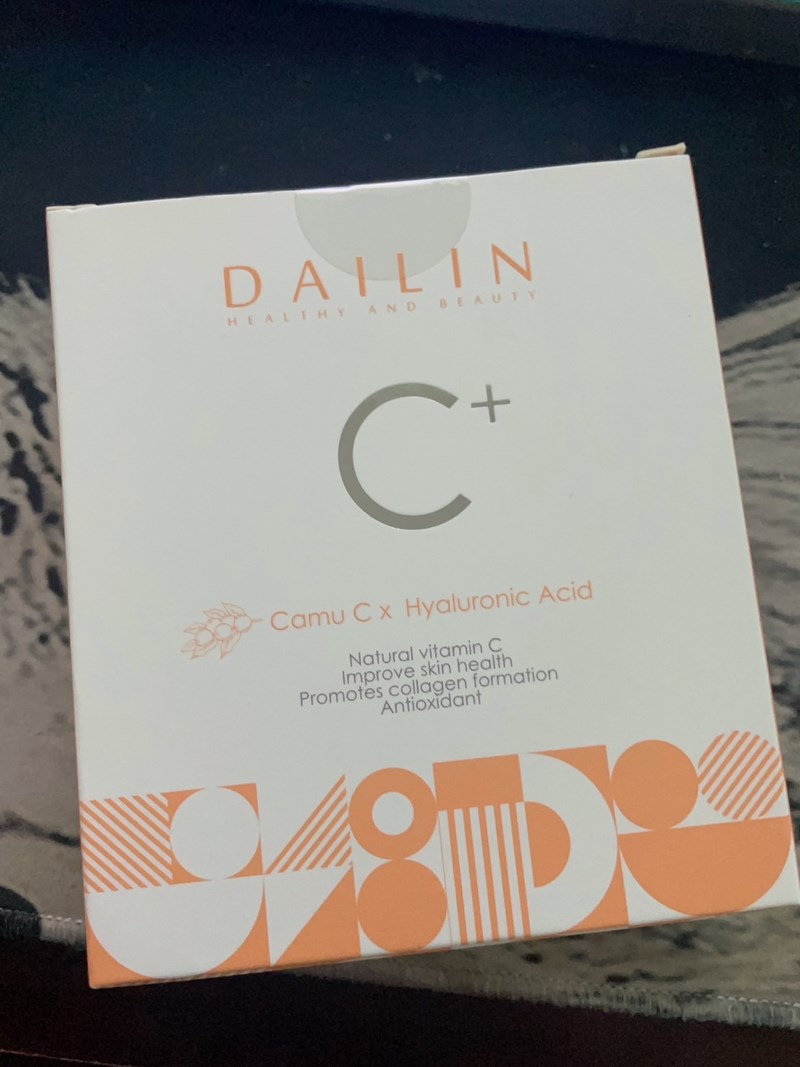 DAILIN
HEALTHY AND BEAUTY
C+
Camu C x Hyaluronic Acid
Natural vitamin C
Improve skin health
Promotes collagen formation
Antioxidant